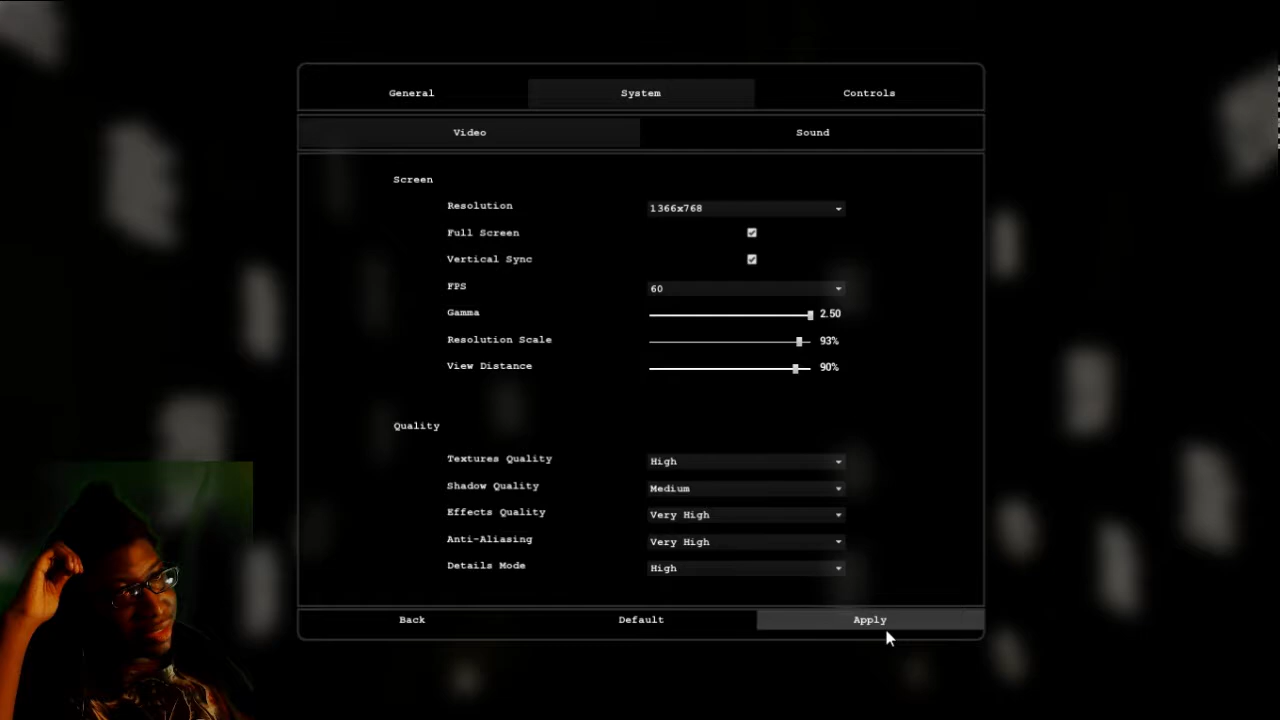 General System Controls
Video Sound
Screen
Resolution 1366x768
Full Screen
Vertical Sync
FPS 60
Gamma 2.50
Resolution Scale 93%
View Distance 90%
Quality
Textures Quality High
Shadow Quality Medium
Effects Quality Very High
Anti-Aliasing Very High
Details Mode High
Back Default Apply